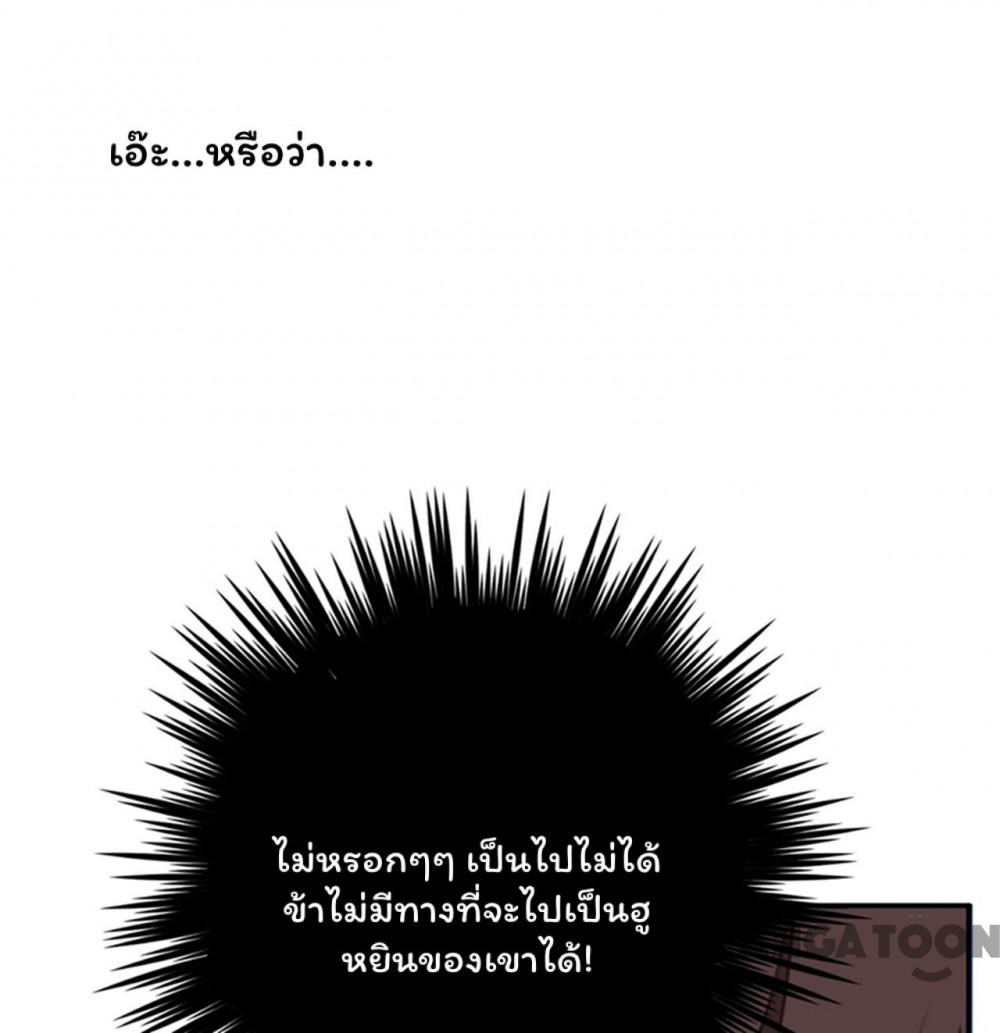 เอ๊ะ...หรือว่า....
ไม่หรอกๆๆ เป็นไปไม่ได้
ข้าไม่มีทางที่จะไปเป็นฮู
หยินของเขาได้!
GATOON